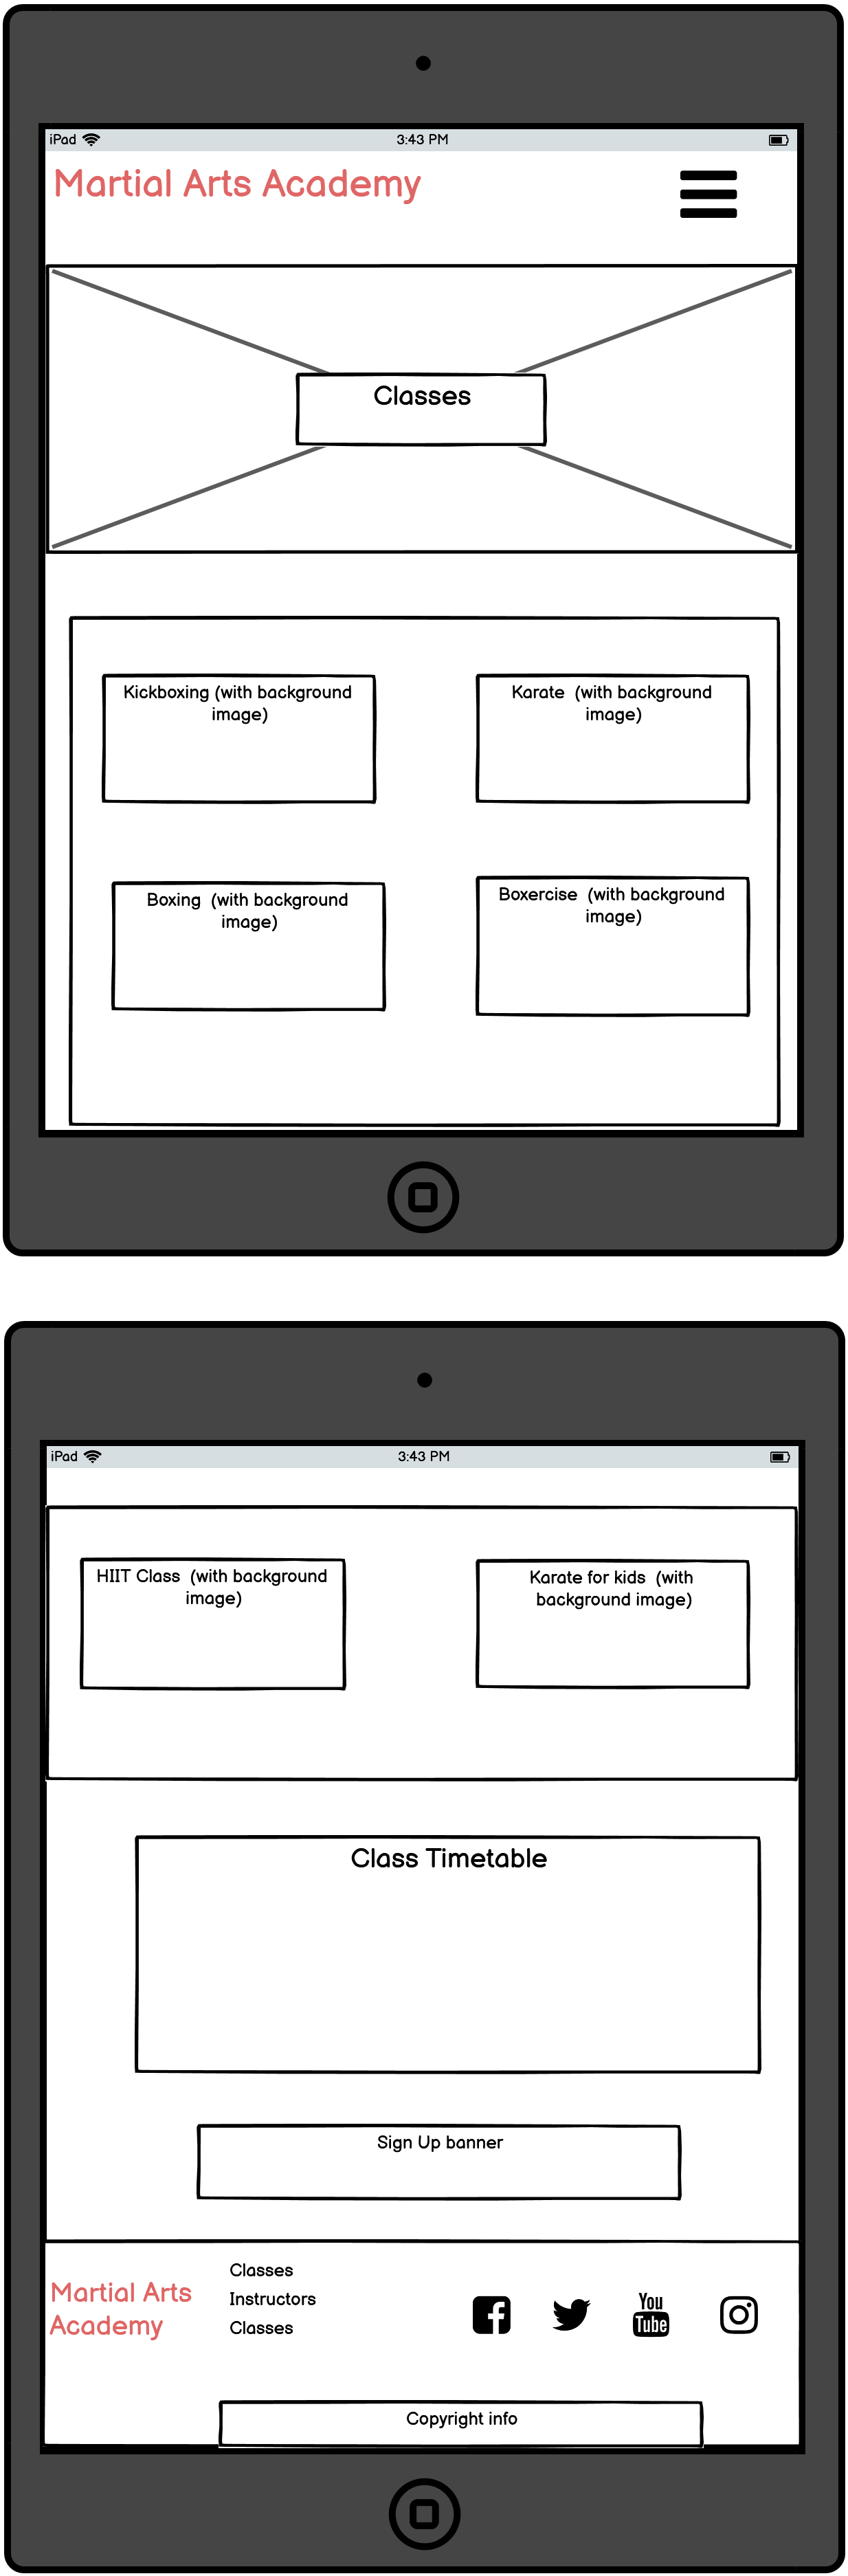 iPad 3:43 PM
Martial Arts Academy
Classes
Kickboxing (with background
image)
Karate (with background
image)
Boxing (with background
image)
Boxercise (with background
image)
iPad 3:43 PM
HIIT Class (with background
image)
Karate for kids (with
background image)
Class Timetable
Sign Up banner
Martial Arts
Academy
Classes
Instructors
Classes
You
Tube
Copyright info